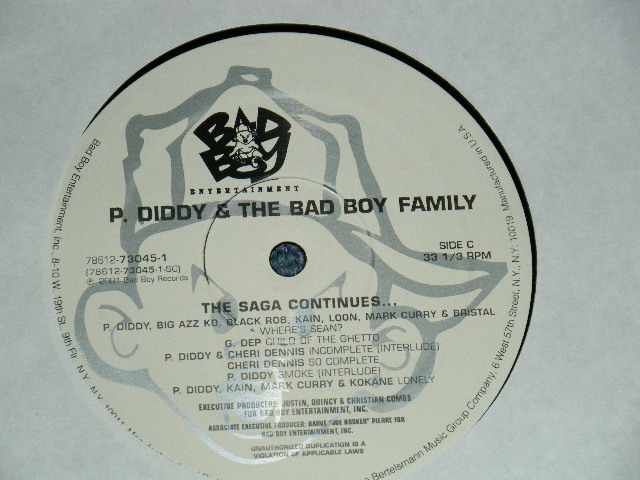 BAD
BOY
ENTERTAINMENT
P. DIDDY & THE BAD BOY FAMILY
78612-73045-1
(78612-73045-1-SC)
℗ 2001 Bad Boy Records
SIDE C
33 1/3 RPM
THE SAGA CONTINUES...
P. DIDDY, BIG AZZ KO, BLACK ROB, KAIN, LOON, MARK CURRY & BRISTAL
WHERE'S SEAN?
G. DEP CHILD OF THE GHETTO
P. DIDDY & CHERI DENNIS INCOMPLETE (INTERLUDE)
CHERI DENNIS SO COMPLETE
P. DIDDY SMOKE (INTERLUDE)
P. DIDDY, KAIN, MARK CURRY & KOKANE LONELY
EXECUTIVE PRODUCERS: JUSTIN, QUINCY & CHRISTIAN COMBS
FOR BAD BOY ENTERTAINMENT, INC.
ASSOCIATE EXECUTIVE PRODUCER: HARVE "JOE HOOKER" PIERRE FOR
BAD BOY ENTERTAINMENT, INC.
UNAUTHORIZED DUPLICATION IS A
VIOLATION OF APPLICABLE LAWS
Bad Boy Entertainment, Inc., 8-10 W. 19th St.,
Bertelsmann Music Group Company, 6 West 57th Street, N.Y., N.Y. 10019. Manufactured in U.S.A.